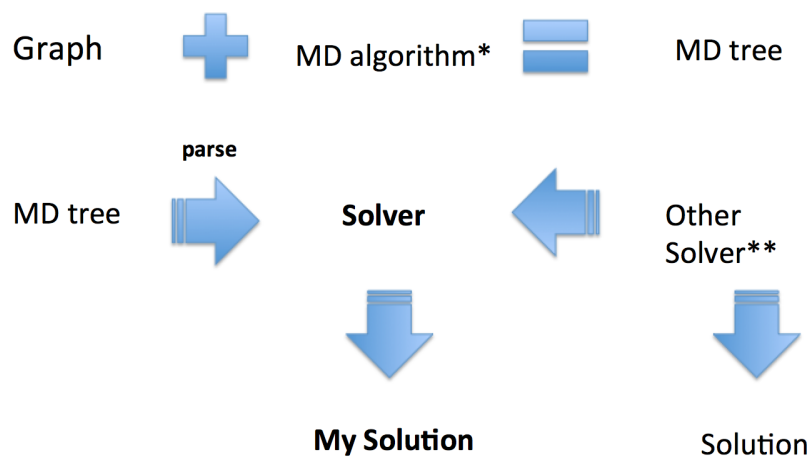 Graph MD algorithm* MD tree
parse
MD tree Solver Other
Solver**
My Solution Solution